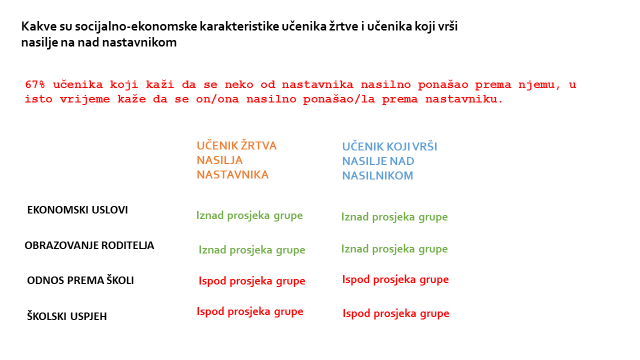 Kakve su socijalno-ekonomske karakteristike učenika žrtve i učenika koji vrši
nasilje na nad nastavnikom
67% učenika koji kaži da se neko od nastavnika nasilno ponašao prema njemu, u
isto vrijeme kaže da se on/ona nasilno ponašao/la prema nastavniku.
UČENIK ŽRTVA
NASILJA
NASTAVNIKA
UČENIK KOJI VRŠI
NASILJE NAD
NASILNIKOM
EKONOMSKI USLOVI Iznad prosjeka grupe Iznad prosjeka grupe
OBRAZOVANJE RODITELJA Iznad prosjeka grupe Iznad prosjeka grupe
ODNOS PREMA ŠKOLI Ispod prosjeka grupe Ispod prosjeka grupe
ŠKOLSKI USPJEH Ispod prosjeka grupe Ispod prosjeka grupe